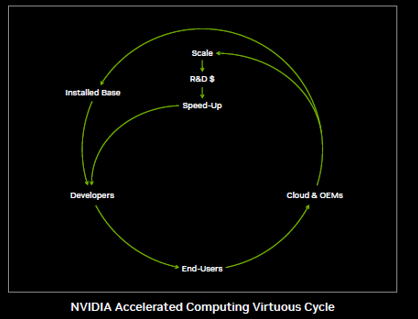 Scale
R&D $
Installed Base
Speed-Up
Developers
Cloud & OEMs
End-Users
NVIDIA Accelerated Computing Virtuous Cycle